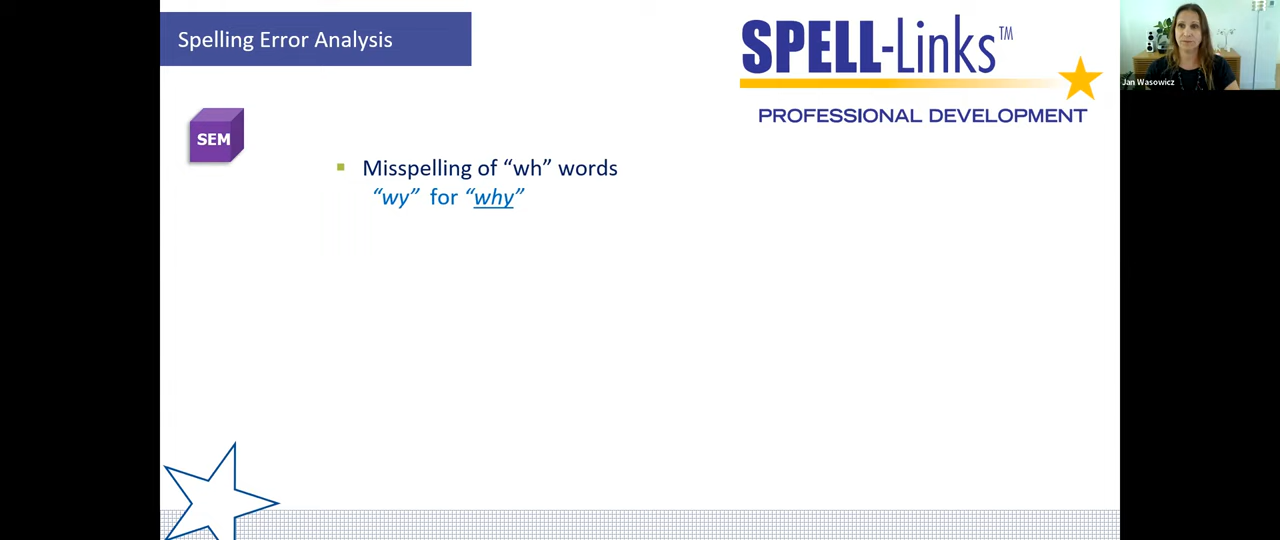 Spelling Error Analysis
SPELL-Links™
PROFESSIONAL DEVELOPMENT
Jan Wasowicz
SEM
▪ Misspelling of “wh” words
“wy” for “why”